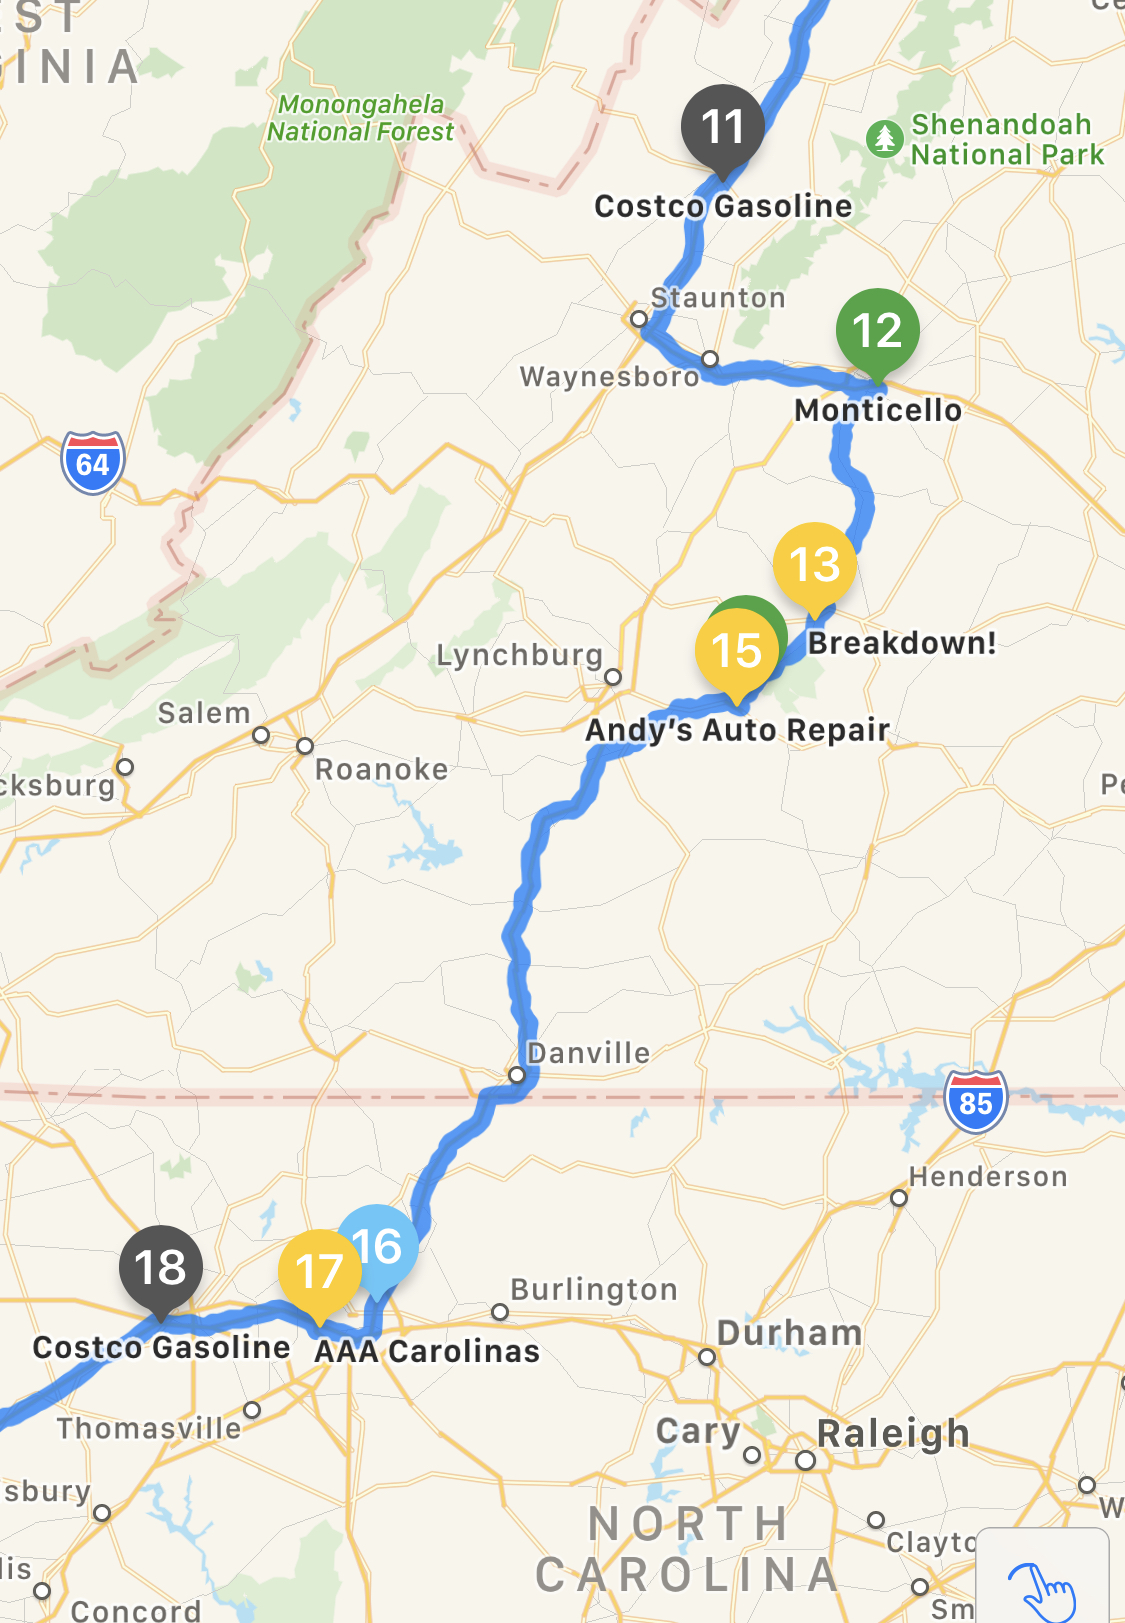 EST
GINIA
Monongahela
National Forest
11
Costco Gasoline
Shenandoah
National Park
Staunton
12
Waynesboro
Monticello
64
13
Breakdown!
15
Lynchburg
Andy's Auto Repair
Salem
Roanoke
cksburg
Pe
Danville
85
Henderson
16
18
17
Burlington
Costco Gasoline
AAA Carolinas
Durham
Thomasville
Cary
Raleigh
sbury
W
NORTH
CAROLINA
Clayto
lis
Sm
Concord